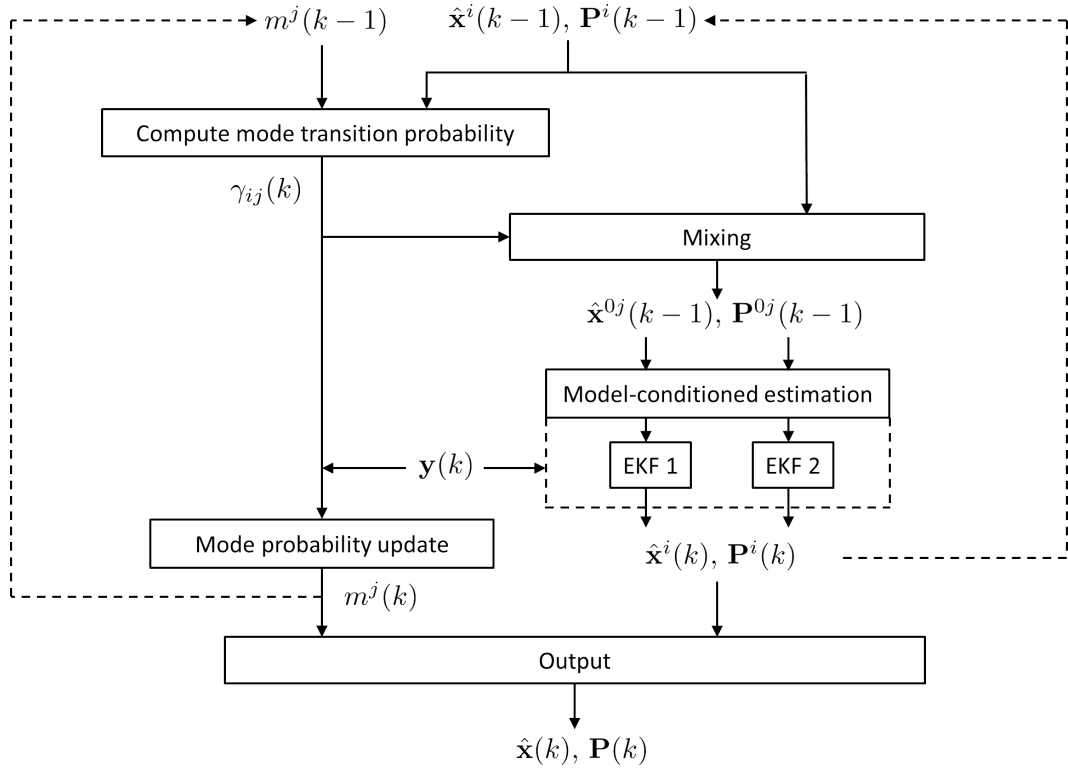 m^j(k − 1)
x̂^i(k − 1), P^i(k − 1)
Compute mode transition probability
γ_ij(k)
Mixing
x̂^0j(k − 1), P^0j(k − 1)
Model-conditioned estimation
EKF 1
EKF 2
y(k)
Mode probability update
x̂^i(k), P^i(k)
m^j(k)
Output
x̂(k), P(k)